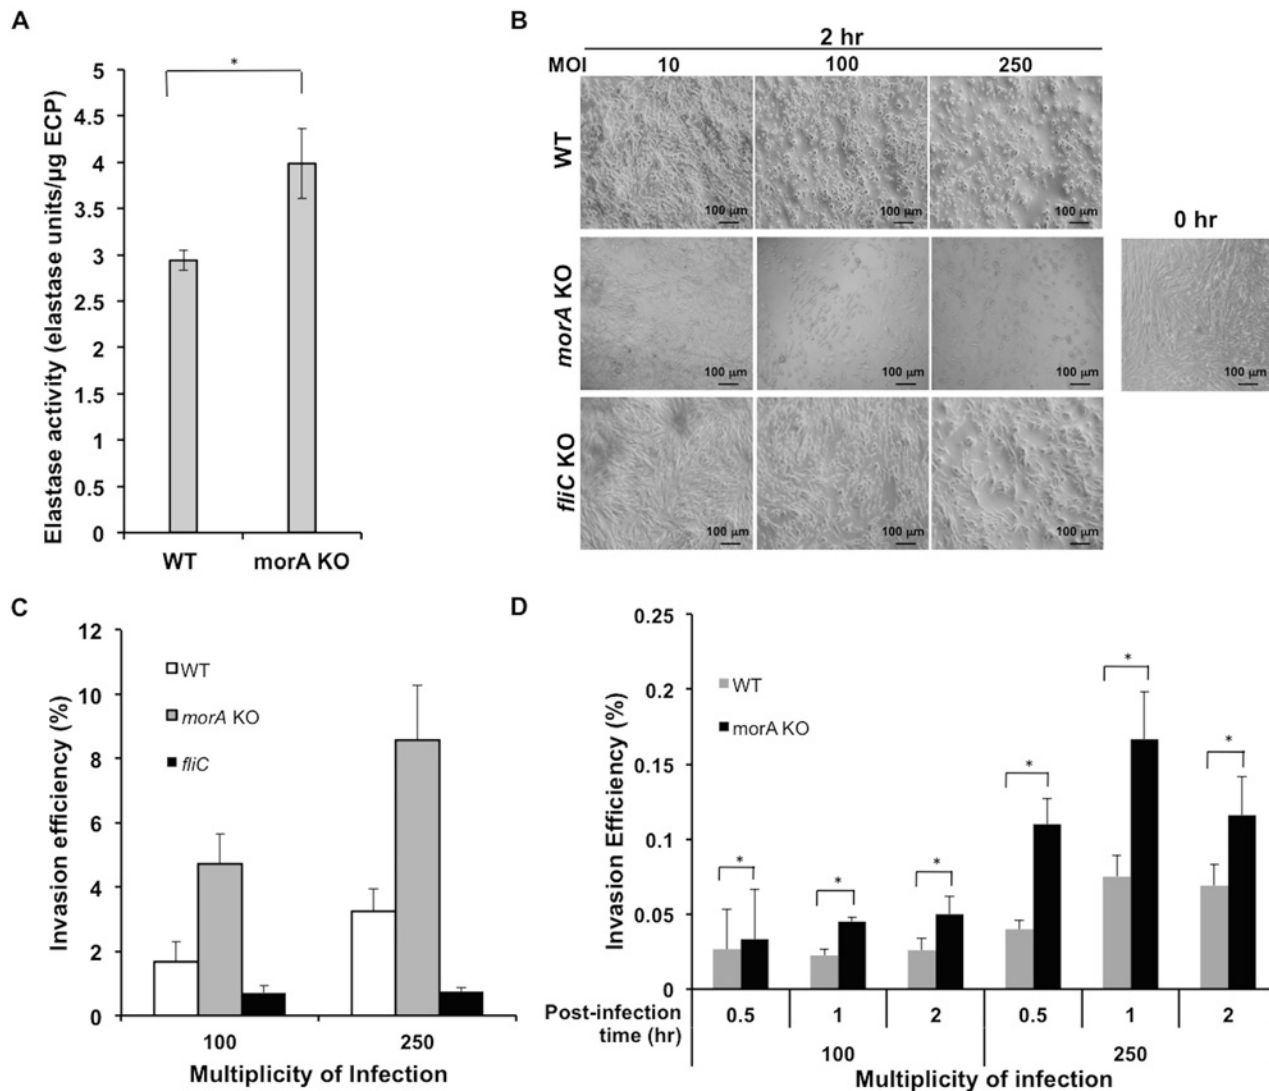 A
*
5
4.5
4
3.5
3
2.5
2
1.5
1
0.5
0
Elastase activity (elastase units/µg ECP)
WT
morA KO
B
2 hr
MOI 10 100 250
WT
100 µm 100 µm 100 µm
0 hr
morA KO
100 µm 100 µm 100 µm 100 µm
fliC KO
100 µm 100 µm 100 µm
C
12
10
8
6
4
2
0
Invasion efficiency (%)
WT
morA KO
fliC
100 250
Multiplicity of Infection
D
0.25
0.2
0.15
0.1
0.05
0
Invasion Efficiency (%)
WT
morA KO
* * * * * *
Post-infection
time (hr)
0.5 1 2 0.5 1 2
100 250
Multiplicity of infection